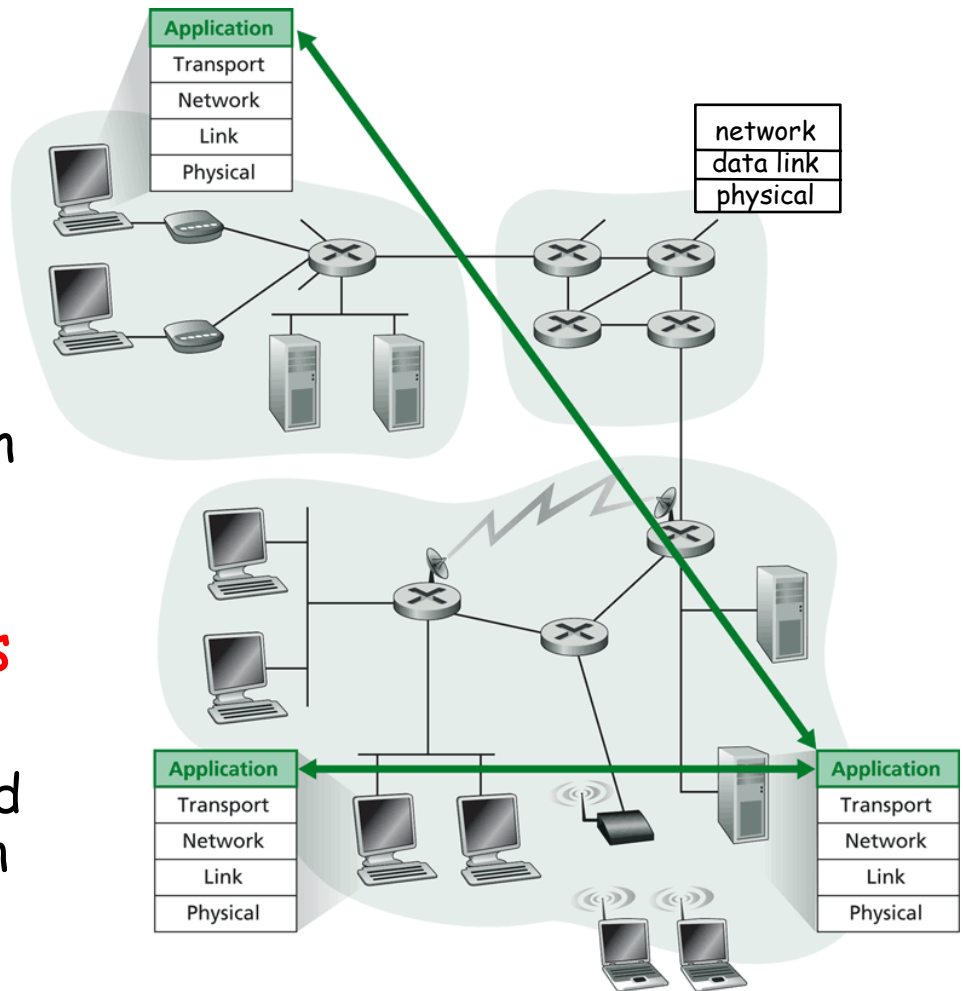 Application
Transport
Network
Link
Physical
network
data link
physical
Application
Transport
Network
Link
Physical
Application
Transport
Network
Link
Physical